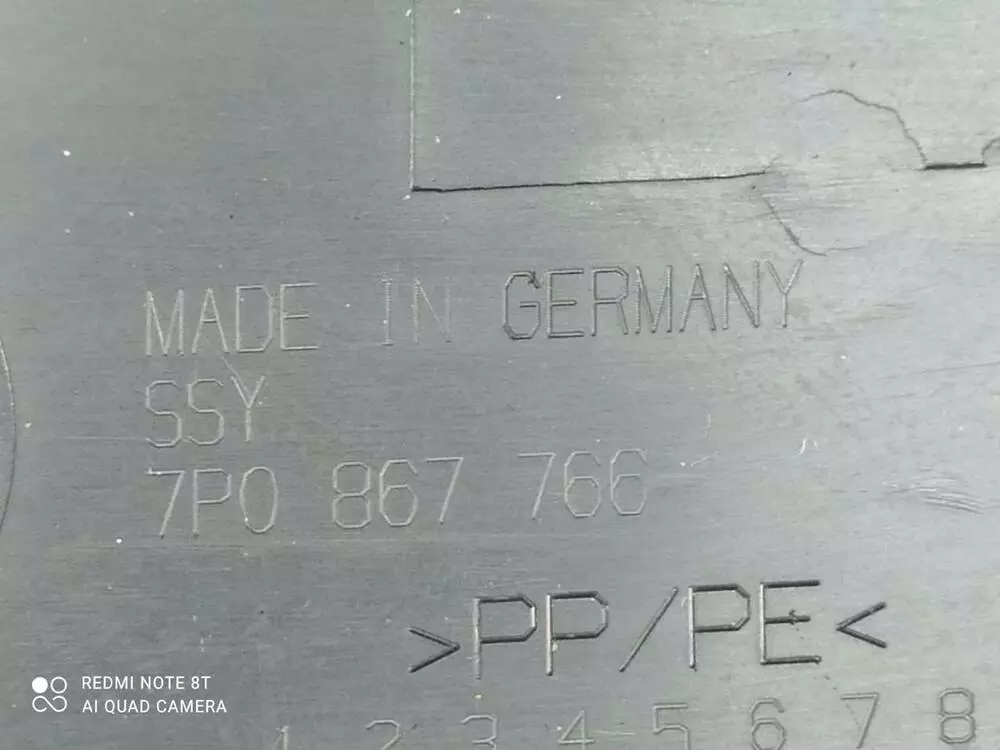 MADE IN GERMANY
SSY
7P0 867 766
>PP/PE<
1 2 3 4 5 6 7 8
REDMI NOTE 8T
AI QUAD CAMERA